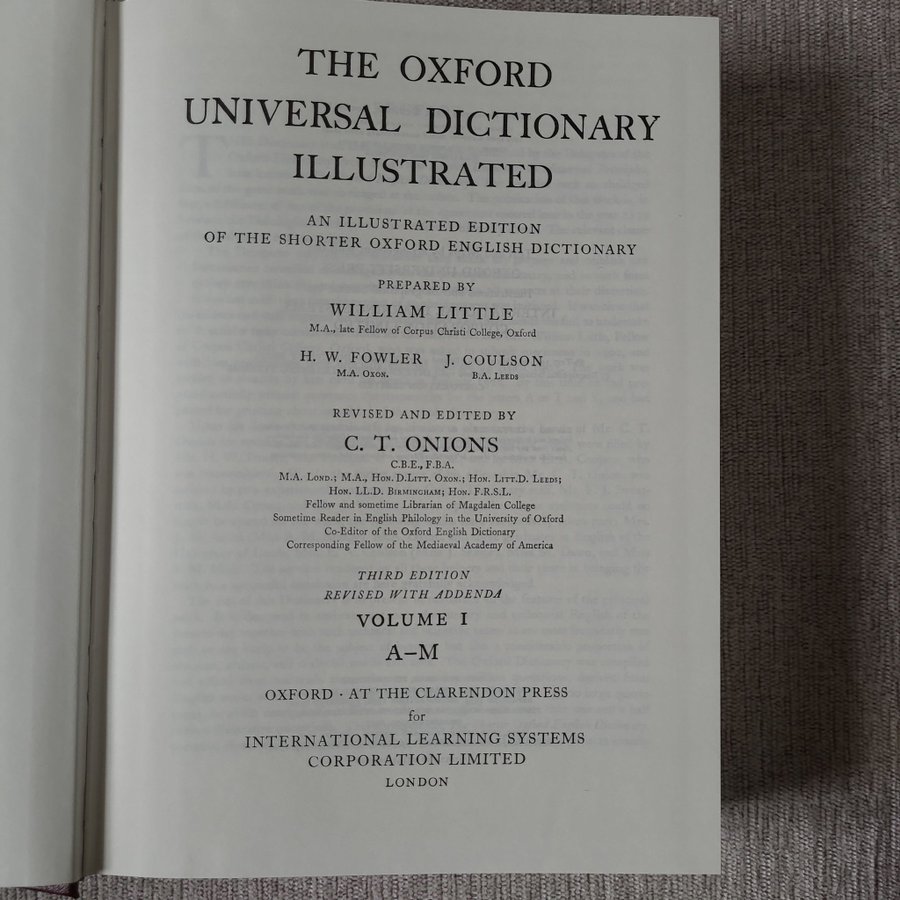 THE OXFORD
UNIVERSAL DICTIONARY
ILLUSTRATED
AN ILLUSTRATED EDITION
OF THE SHORTER OXFORD ENGLISH DICTIONARY
PREPARED BY
WILLIAM LITTLE
M.A., late Fellow of Corpus Christi College, Oxford
H. W. FOWLER J. COULSON
M.A. OXON. B.A. LEEDS
REVISED AND EDITED BY
C. T. ONIONS
C.B.E., F.B.A.
M.A. LOND.; M.A., HON. D.LITT. OXON.; HON. LITT.D. LEEDS;
HON. LL.D. BIRMINGHAM; HON. F.R.S.L.
Fellow and sometime Librarian of Magdalen College
Sometime Reader in English Philology in the University of Oxford
Co-Editor of the Oxford English Dictionary
Corresponding Fellow of the Mediaeval Academy of America
THIRD EDITION
REVISED WITH ADDENDA
VOLUME I
A–M
OXFORD · AT THE CLARENDON PRESS
for
INTERNATIONAL LEARNING SYSTEMS
CORPORATION LIMITED
LONDON